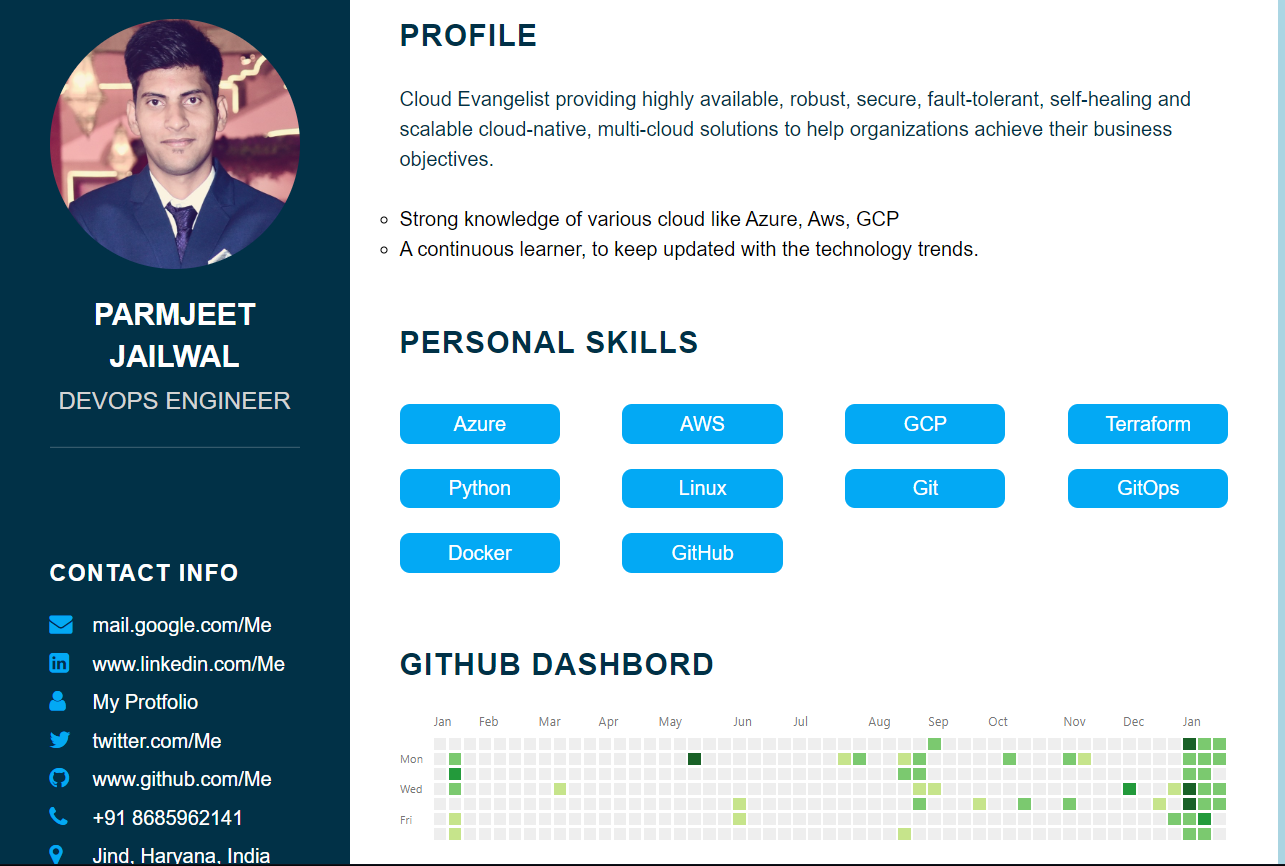 PARMJEET
JAILWAL
DEVOPS ENGINEER
CONTACT INFO
mail.google.com/Me
www.linkedin.com/Me
My Protfolio
twitter.com/Me
www.github.com/Me
+91 8685962141
Jind, Haryana, India
PROFILE
Cloud Evangelist providing highly available, robust, secure, fault-tolerant, self-healing and
scalable cloud-native, multi-cloud solutions to help organizations achieve their business
objectives.
Strong knowledge of various cloud like Azure, Aws, GCP
A continuous learner, to keep updated with the technology trends.
PERSONAL SKILLS
Azure AWS GCP Terraform
Python Linux Git GitOps
Docker GitHub
GITHUB DASHBORD
Jan Feb Mar Apr May Jun Jul Aug Sep Oct Nov Dec Jan
Mon
Wed
Fri